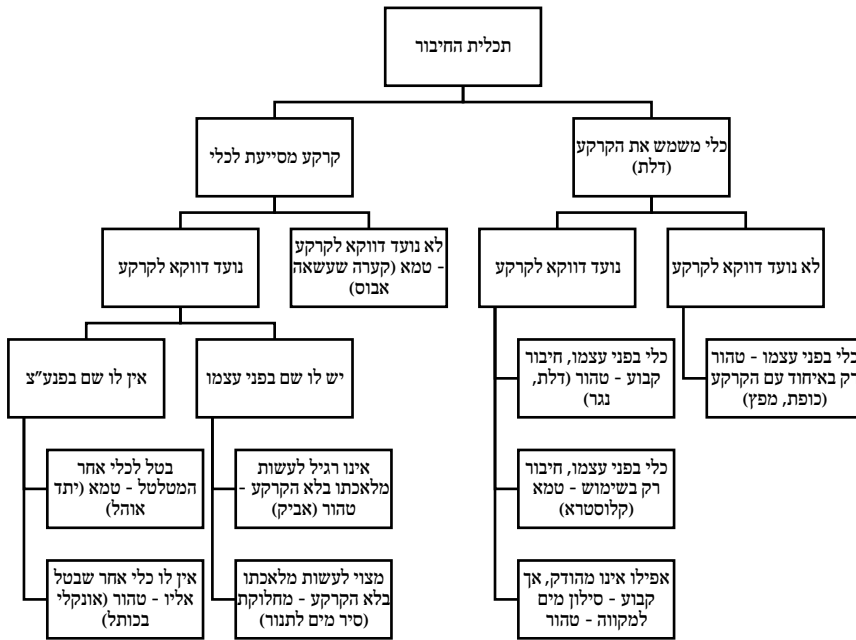 תכלית החיבור
כלי משמש את הקרקע
(דלת)
קרקע מסייעת לכלי
לא נועד דווקא לקרקע
נועד דווקא לקרקע
לא נועד דווקא לקרקע
- טמא (קערה שעשאה
אבוס)
נועד דווקא לקרקע
כלי בפני עצמו - טהור
רק באיחוד עם הקרקע
(כופת, מפץ)
כלי בפני עצמו, חיבור
קבוע - טהור (דלת,
נגר)
יש לו שם בפני עצמו
אין לו שם בפנע"צ
כלי בפני עצמו, חיבור
רק בשימוש - טמא
(קלוסטרא)
אינו רגיל לעשות
מלאכתו בלא הקרקע -
טהור (אביק)
בטל לכלי אחר
המטלטל - טמא (יתד
אוהל)
אפילו אינו מהודק, אך
קבוע - סילון מים
למקווה - טהור
מצוי לעשות מלאכתו
בלא הקרקע - מחלוקת
(סיר מים לתנור)
אין לו כלי אחר שבטל
אליו - טהור (אונקלי
בכותל)